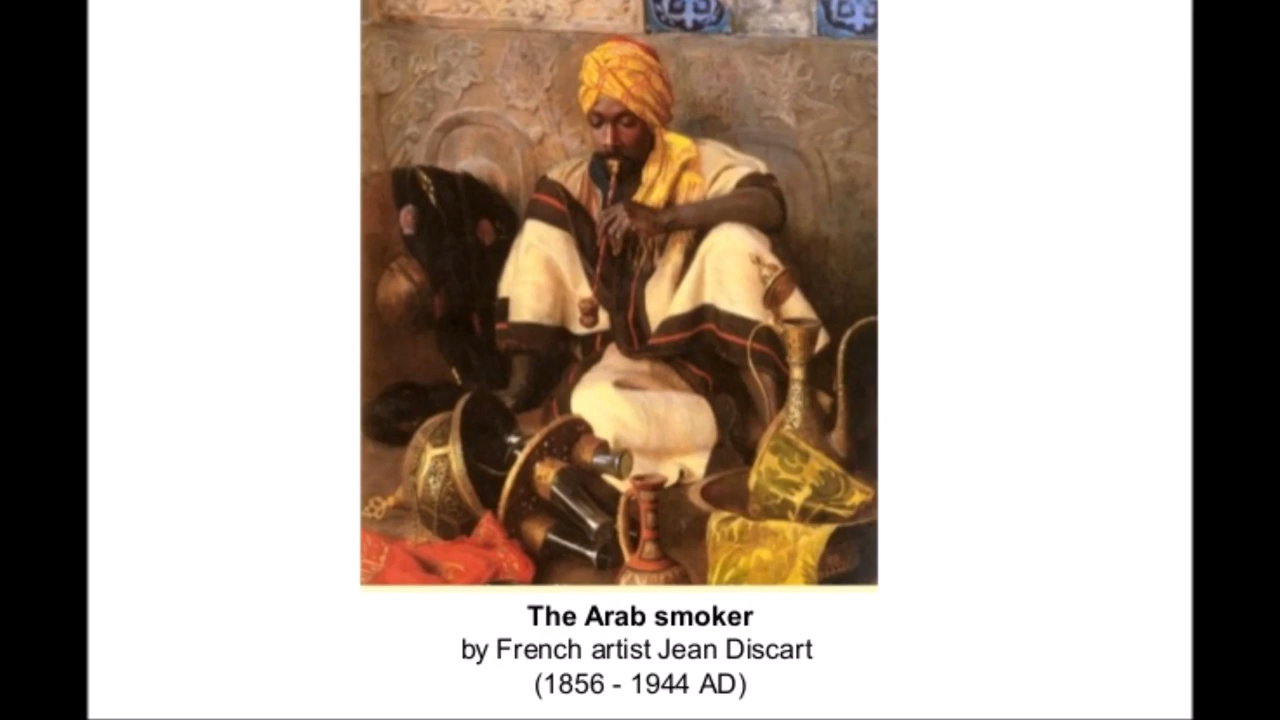 The Arab smoker
by French artist Jean Discart
(1856 - 1944 AD)